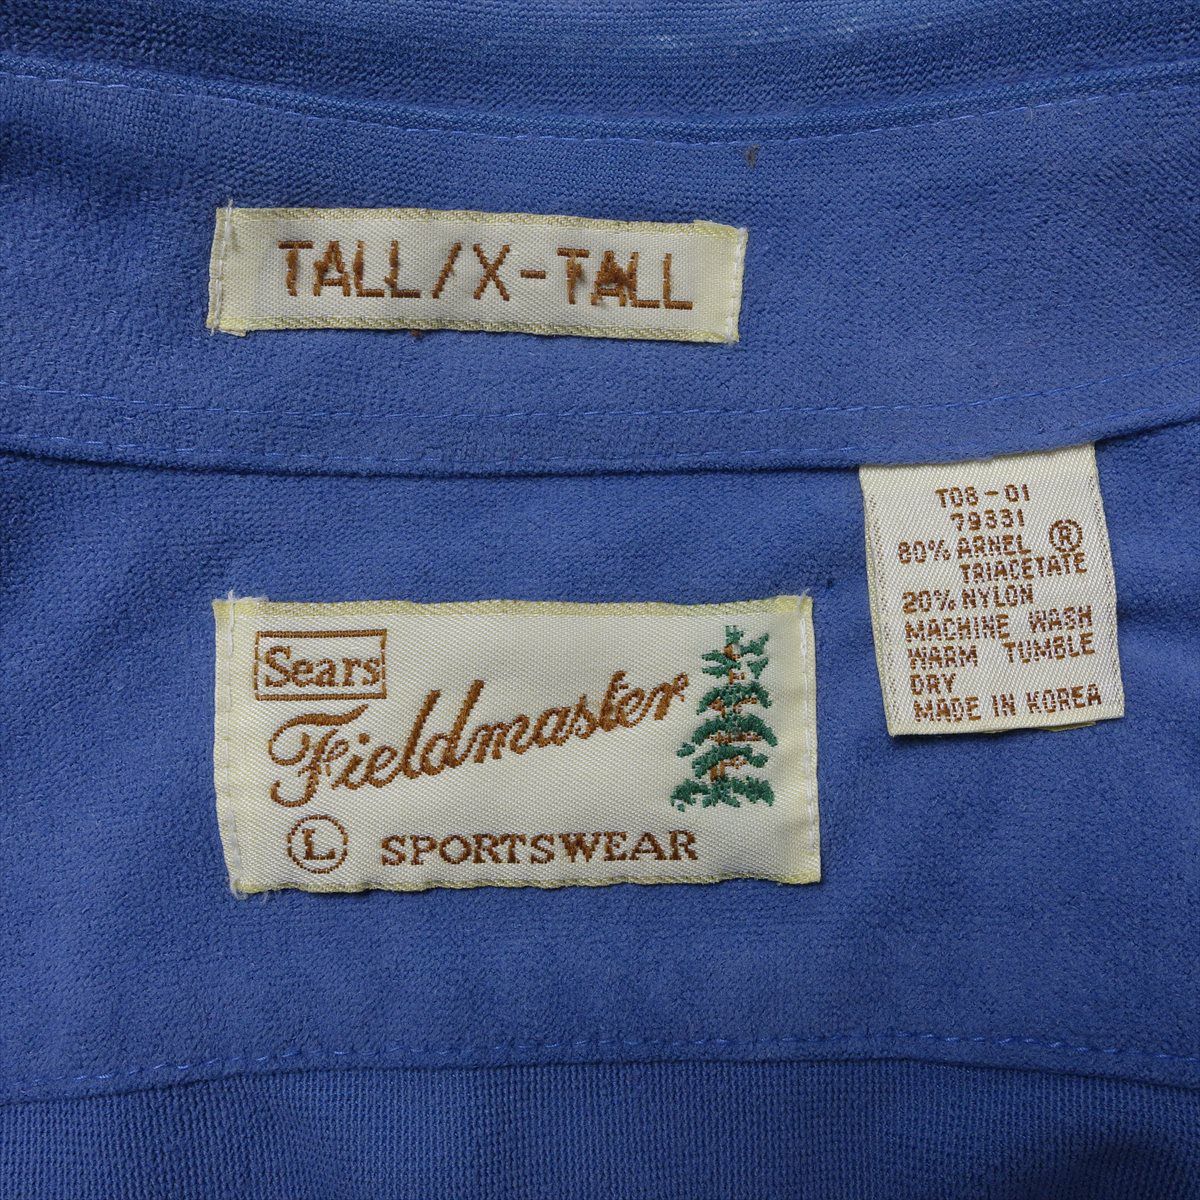 TALL/X-TALL
T08-01
79331
80% ARNEL ®
TRIACETATE
20% NYLON
MACHINE WASH
WARM TUMBLE
DRY
MADE IN KOREA
Sears
Fieldmaster
L SPORTSWEAR